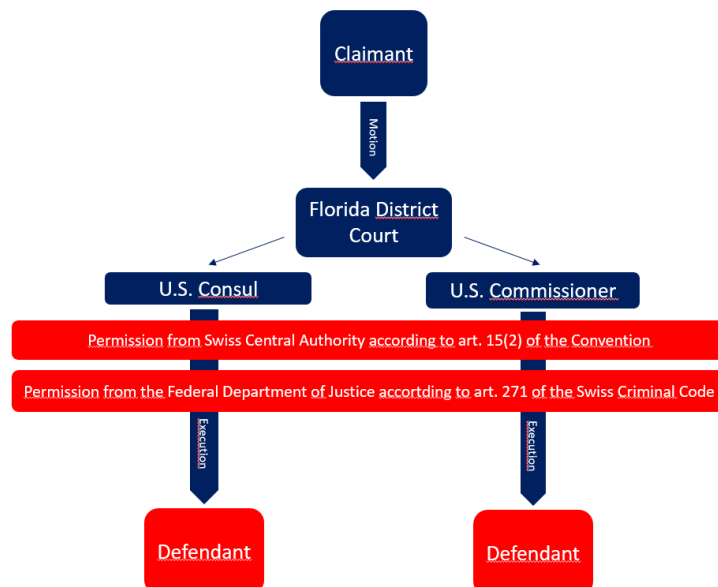 Claimant
Motion
Florida District
Court
U.S. Consul
U.S. Commissioner
Permission from Swiss Central Authority according to art. 15(2) of the Convention
Permission from the Federal Department of Justice accortding to art. 271 of the Swiss Criminal Code
Execution
Execution
Defendant
Defendant